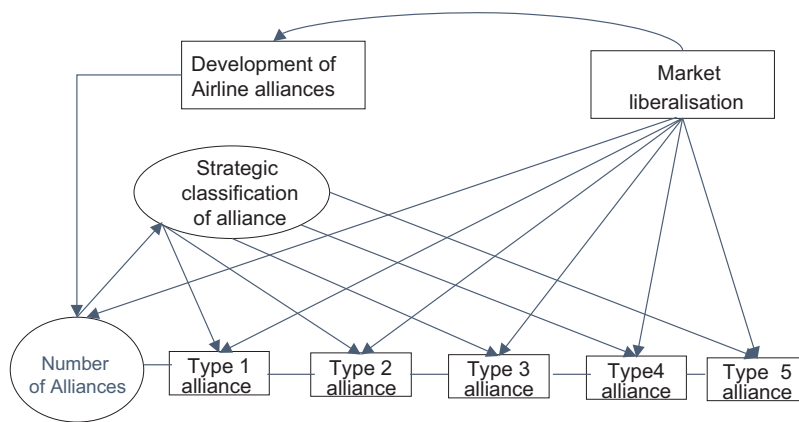 Development of
Airline alliances
Market
liberalisation
Strategic
classification
of alliance
Number
of Alliances
Type 1
alliance
Type 2
alliance
Type 3
alliance
Type4
alliance
Type 5
alliance